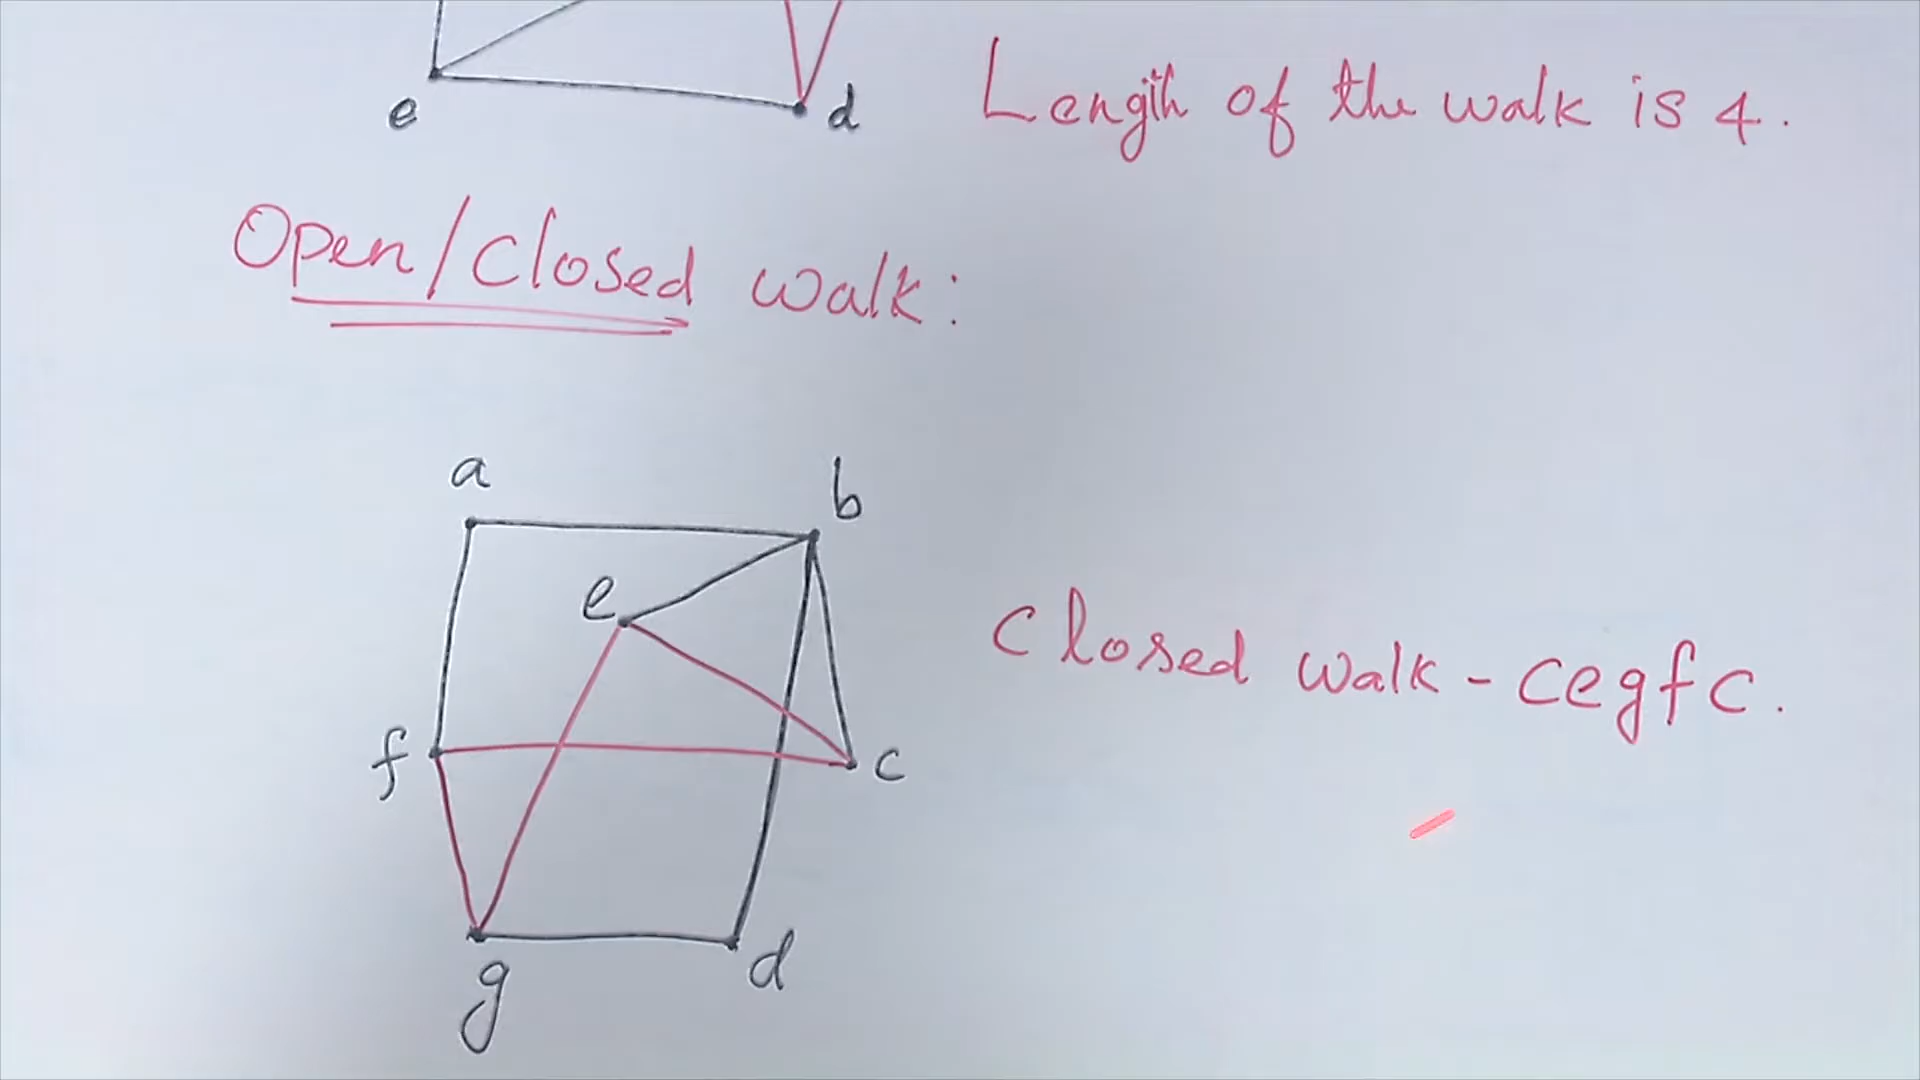 e
d
Length of the walk is 4.
Open/closed walk:
a
b
e
closed walk - cegfc.
f
c
g
d